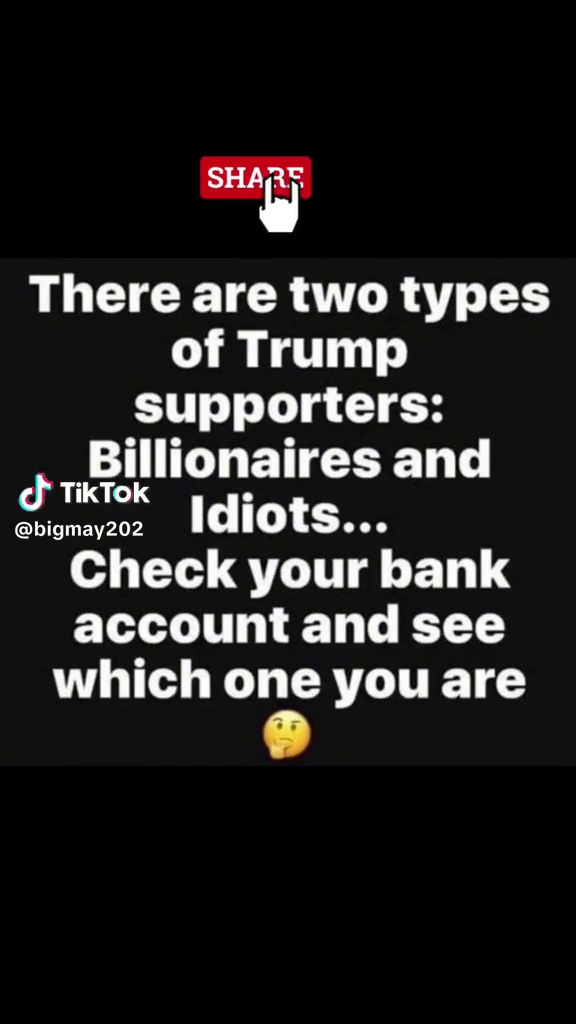 SHARE
There are two types
of Trump
supporters:
Billionaires and
Idiots...
Check your bank
account and see
which one you are
🤔
TikTok
@bigmay202